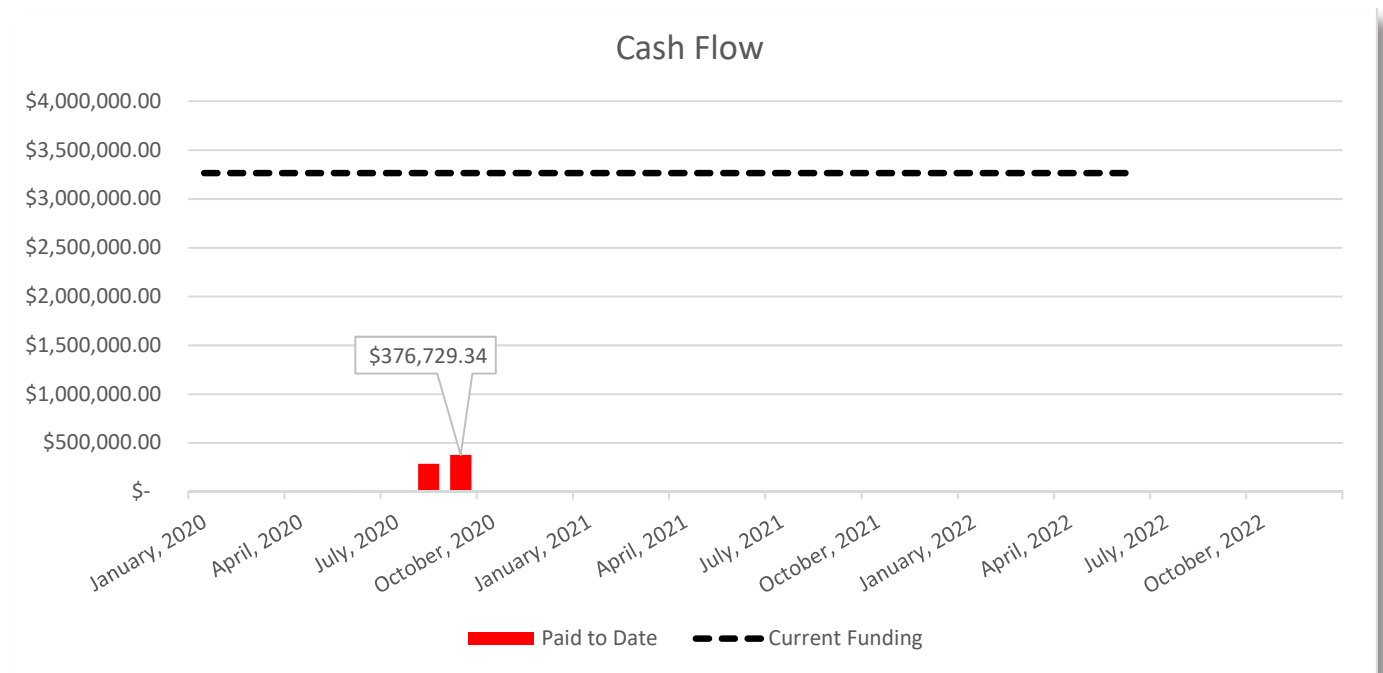 Cash Flow
$4,000,000.00
$3,500,000.00
$3,000,000.00
$2,500,000.00
$2,000,000.00
$1,500,000.00
$1,000,000.00
$500,000.00
$-
$376,729.34
January, 2020
April, 2020
July, 2020
October, 2020
January, 2021
April, 2021
July, 2021
October, 2021
January, 2022
April, 2022
July, 2022
October, 2022
Paid to Date
Current Funding